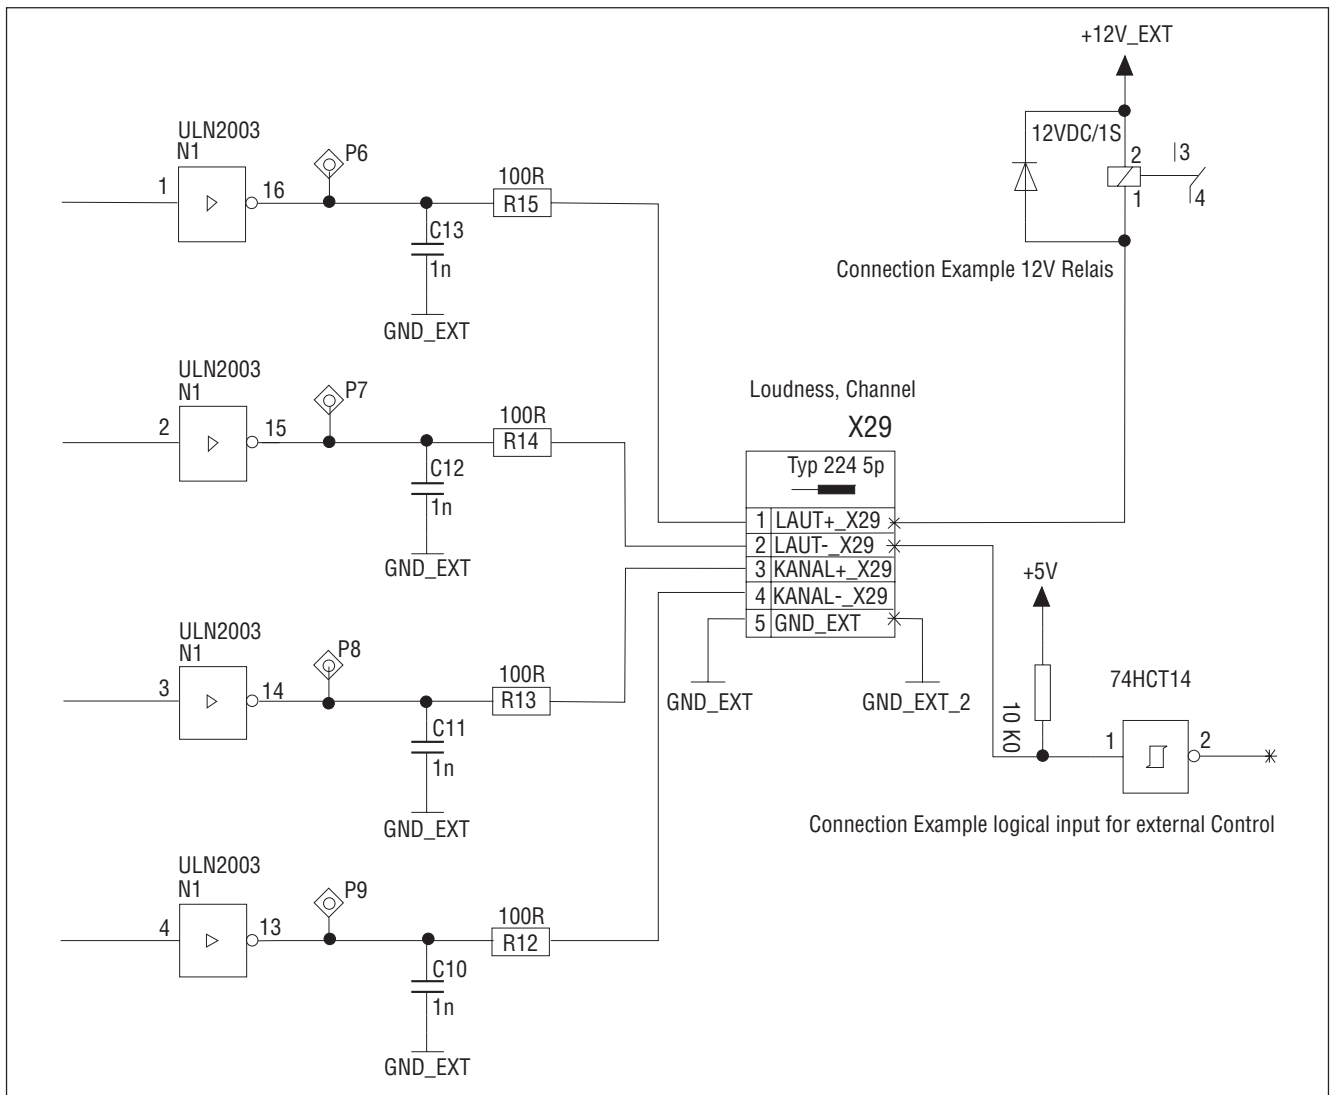 +12V_EXT
12VDC/1S
2
3
1
4
Connection Example 12V Relais
ULN2003
N1
1
16
P6
100R
R15
C13
1n
GND_EXT
ULN2003
N1
2
15
P7
100R
R14
C12
1n
GND_EXT
Loudness, Channel
X29
Typ 224 5p
1 LAUT+_X29
2 LAUT-_X29
3 KANAL+_X29
4 KANAL-_X29
5 GND_EXT
GND_EXT
GND_EXT_2
+5V
10 K0
74HCT14
1
2
Connection Example logical input for external Control
ULN2003
N1
3
14
P8
100R
R13
C11
1n
GND_EXT
ULN2003
N1
4
13
P9
100R
R12
C10
1n
GND_EXT